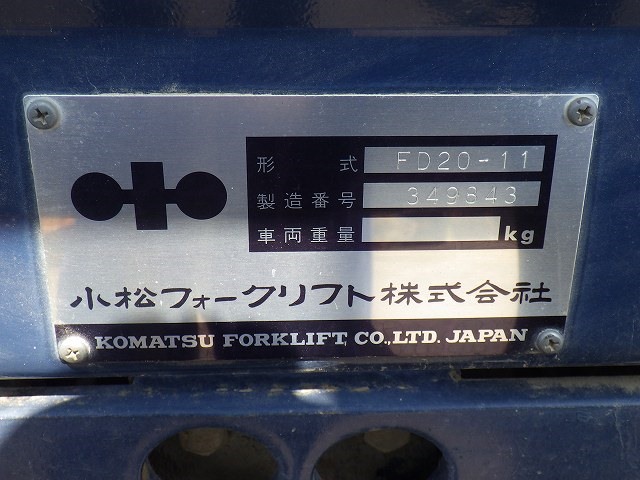 形式 FD20-11
製造番号 349843
車両重量 kg
小松フォークリフト株式会社
KOMATSU FORKLIFT CO.,LTD. JAPAN